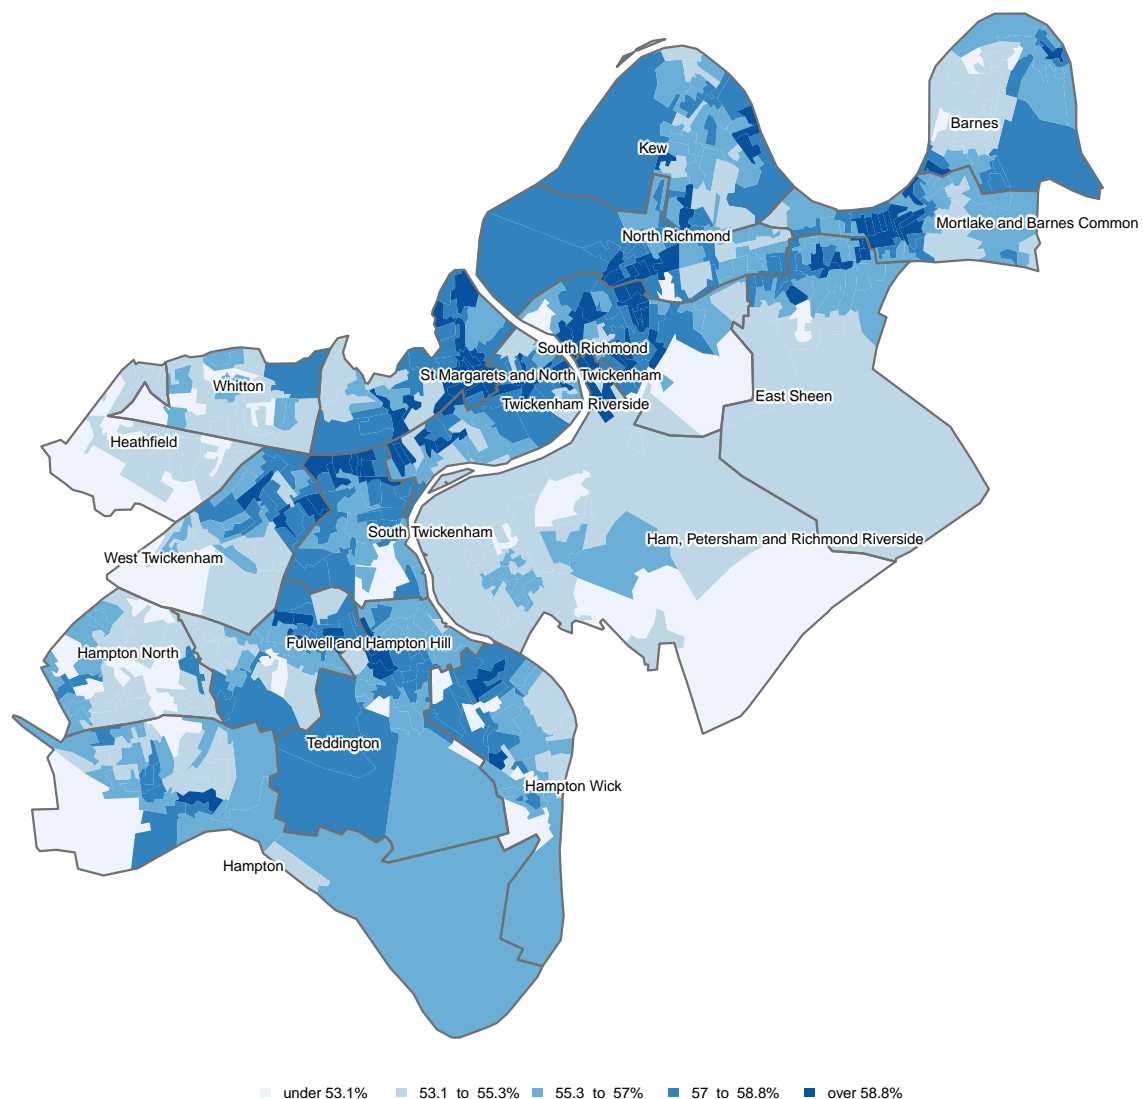 Barnes
Kew
Mortlake and Barnes Common
North Richmond
South Richmond
St Margarets and North Twickenham
Whitton
East Sheen
Twickenham Riverside
Heathfield
South Twickenham
Ham, Petersham and Richmond Riverside
West Twickenham
Fulwell and Hampton Hill
Hampton North
Teddington
Hampton Wick
Hampton
under 53.1% 53.1 to 55.3% 55.3 to 57% 57 to 58.8% over 58.8%